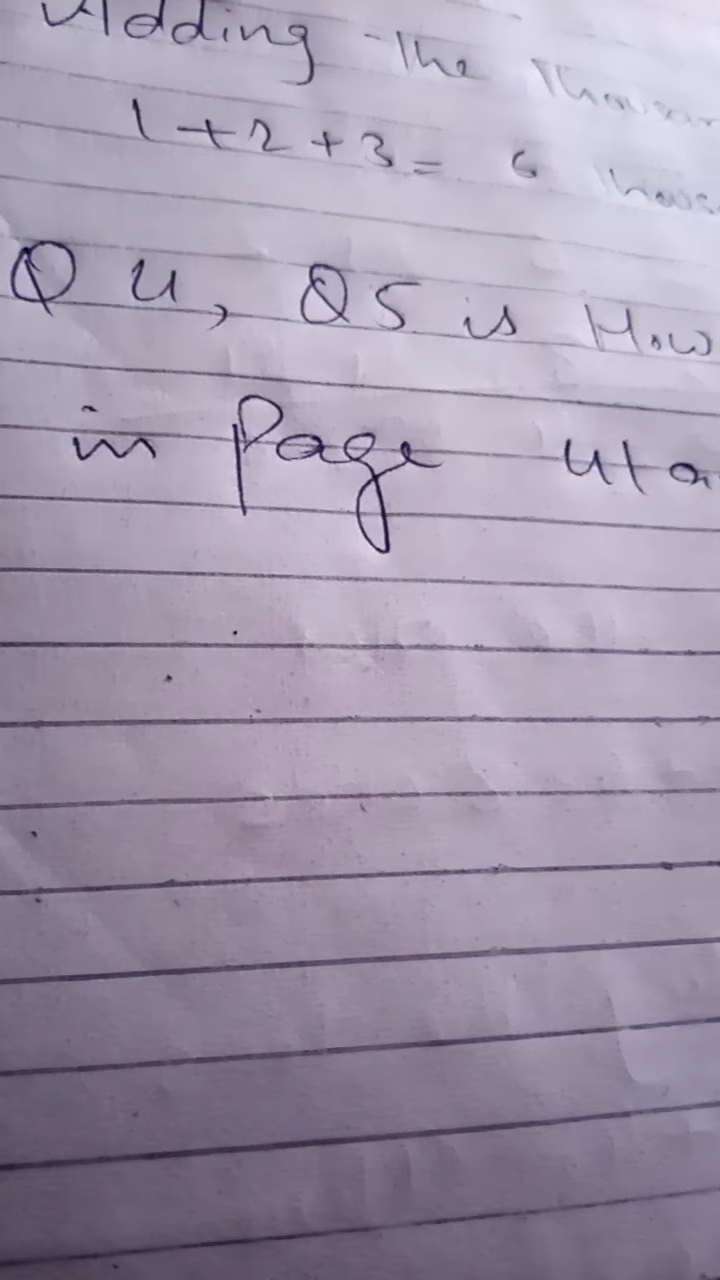 Adding the
1+2+3= 6
Q 4, Q5 is How
in Page 41